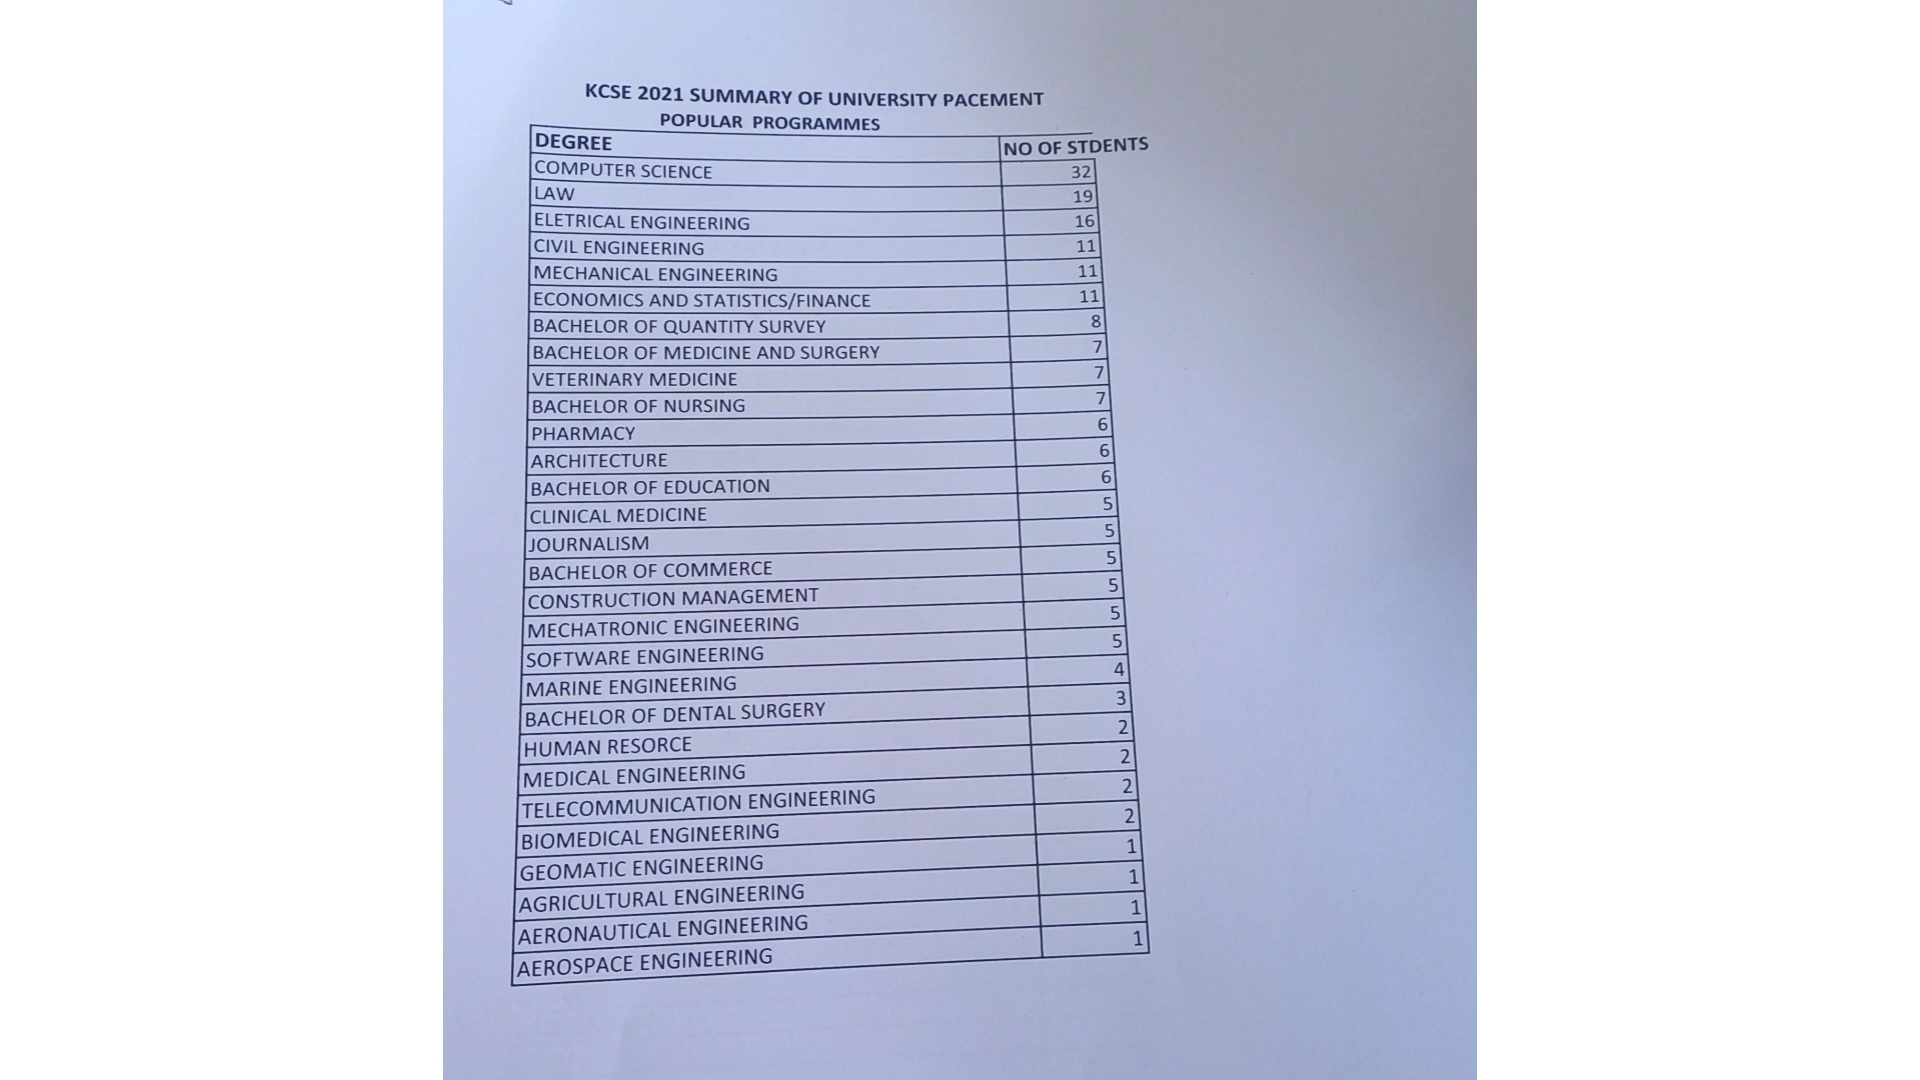 KCSE 2021 SUMMARY OF UNIVERSITY PACEMENT
POPULAR PROGRAMMES
DEGREE NO OF STDENTS
COMPUTER SCIENCE 32
LAW 19
ELETRICAL ENGINEERING 16
CIVIL ENGINEERING 11
MECHANICAL ENGINEERING 11
ECONOMICS AND STATISTICS/FINANCE 11
BACHELOR OF QUANTITY SURVEY 8
BACHELOR OF MEDICINE AND SURGERY 7
VETERINARY MEDICINE 7
BACHELOR OF NURSING 7
PHARMACY 6
ARCHITECTURE 6
BACHELOR OF EDUCATION 6
CLINICAL MEDICINE 5
JOURNALISM 5
BACHELOR OF COMMERCE 5
CONSTRUCTION MANAGEMENT 5
MECHATRONIC ENGINEERING 5
SOFTWARE ENGINEERING 5
MARINE ENGINEERING 4
BACHELOR OF DENTAL SURGERY 3
HUMAN RESORCE 2
MEDICAL ENGINEERING 2
TELECOMMUNICATION ENGINEERING 2
BIOMEDICAL ENGINEERING 2
GEOMATIC ENGINEERING 1
AGRICULTURAL ENGINEERING 1
AERONAUTICAL ENGINEERING 1
AEROSPACE ENGINEERING 1